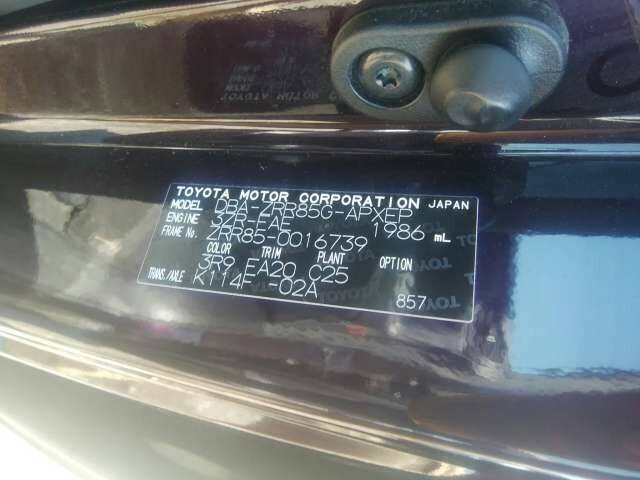 TOYOTA MOTOR CORPORATION JAPAN
MODEL DBA-ZRR85G-APXEP
ENGINE 3ZR-FAE 1986 mL
FRAME No. ZRR85-0016739
COLOR TRIM PLANT OPTION
3R9 EA20 C25
TRANS./AXLE K114F -02A
857